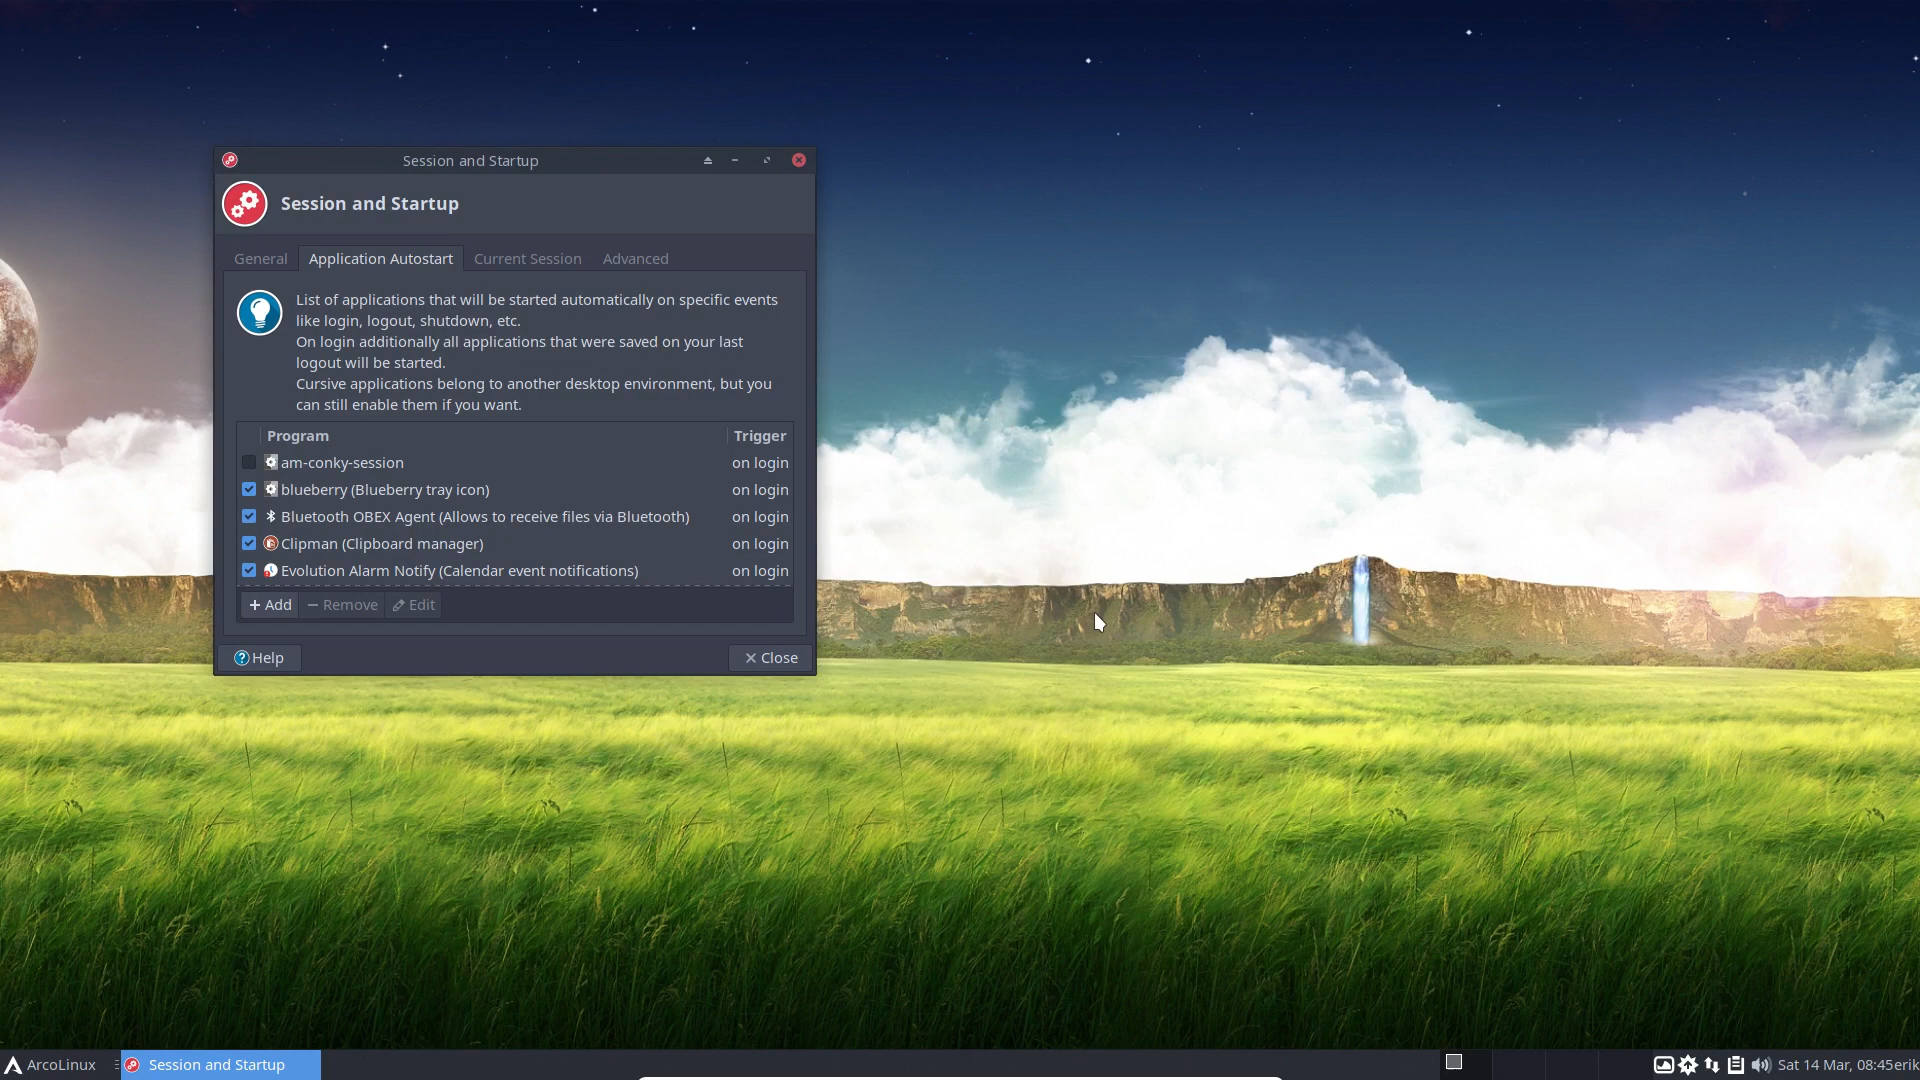 Session and Startup
Session and Startup
General
Application Autostart
Current Session
Advanced
List of applications that will be started automatically on specific events
like login, logout, shutdown, etc.
On login additionally all applications that were saved on your last
logout will be started.
Cursive applications belong to another desktop environment, but you
can still enable them if you want.
Program Trigger
am-conky-session on login
blueberry (Blueberry tray icon) on login
Bluetooth OBEX Agent (Allows to receive files via Bluetooth) on login
Clipman (Clipboard manager) on login
Evolution Alarm Notify (Calendar event notifications) on login
Add
Remove
Edit
Help
Close
ArcoLinux
Session and Startup
Sat 14 Mar, 08:45erik